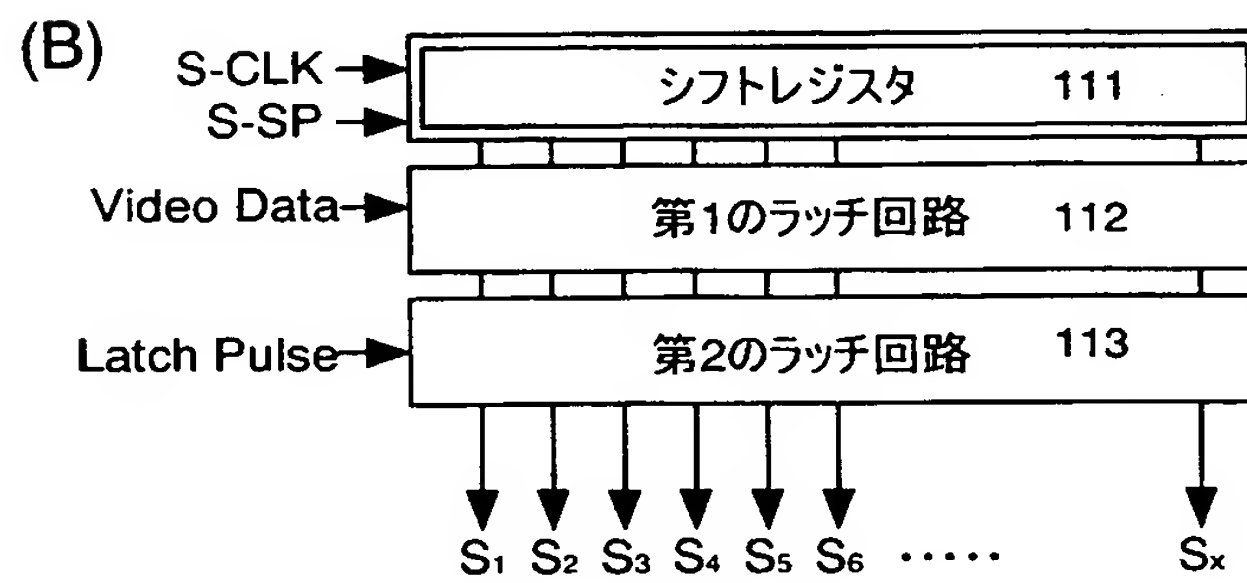 (B)
S-CLK
シフトレジスタ 111
S-SP
Video Data
第1のラッチ回路 112
Latch Pulse
第2のラッチ回路 113
S1 S2 S3 S4 S5 S6 ····· Sx